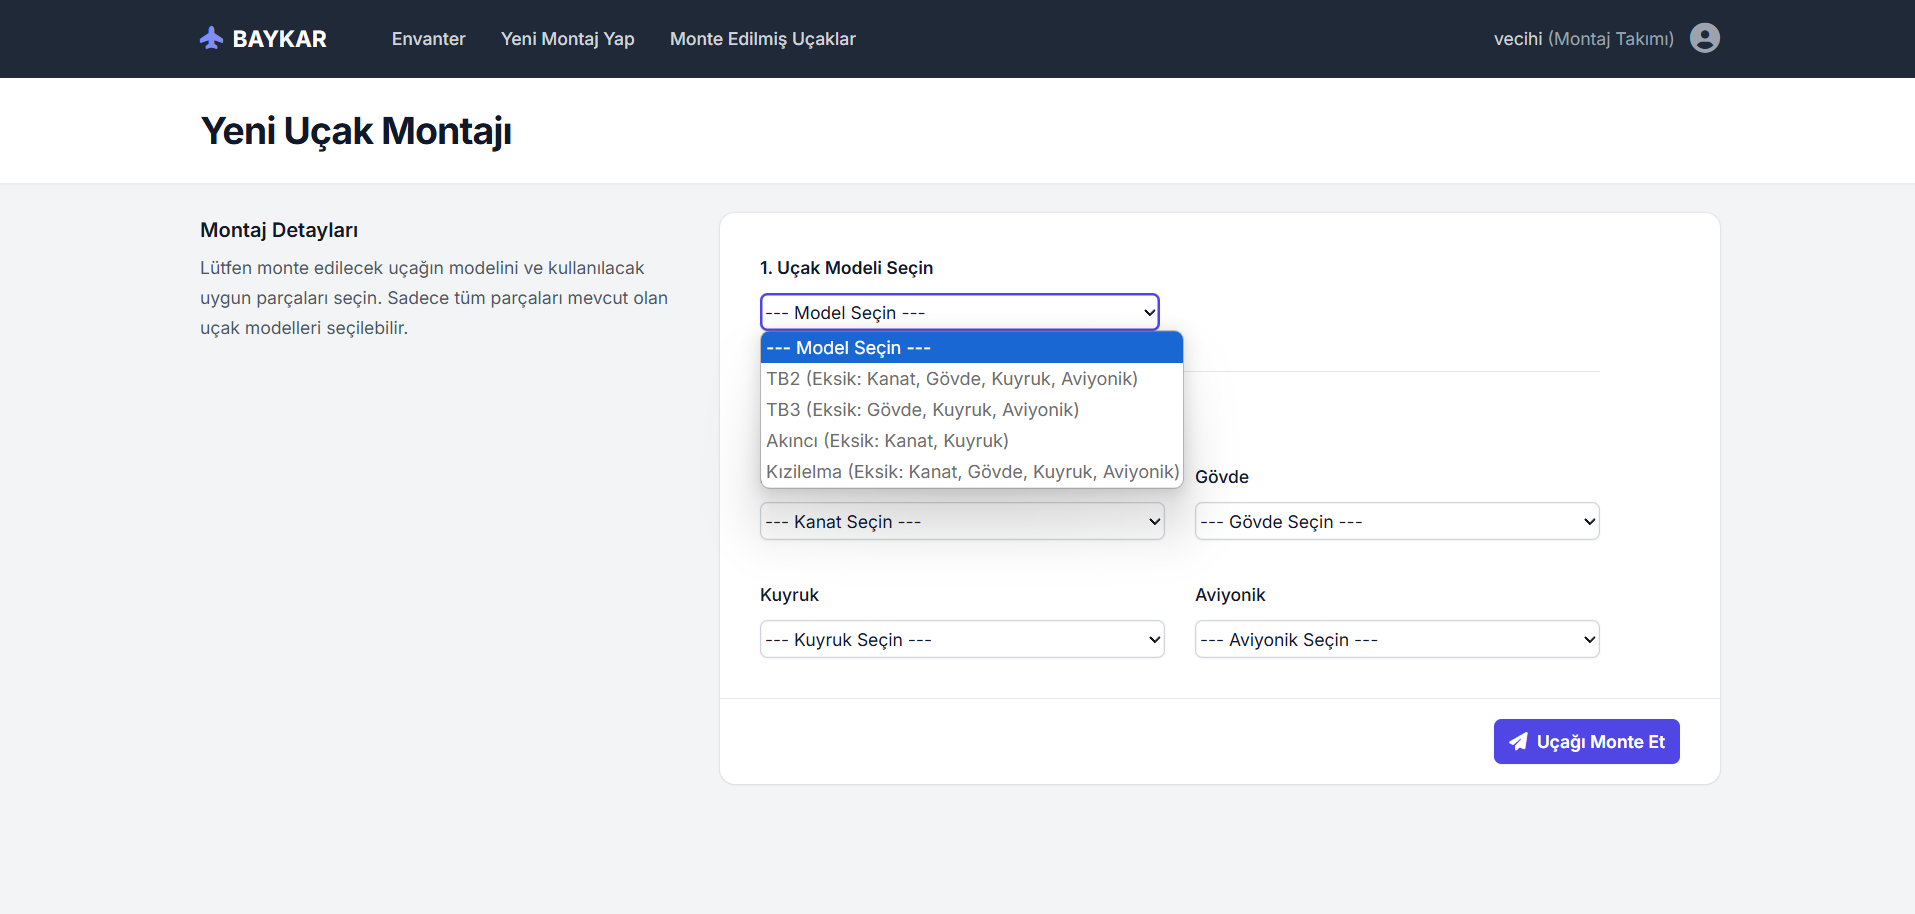 BAYKAR
Envanter
Yeni Montaj Yap
Monte Edilmiş Uçaklar
vecihi (Montaj Takımı)
Yeni Uçak Montajı
Montaj Detayları
Lütfen monte edilecek uçağın modelini ve kullanılacak
uygun parçaları seçin. Sadece tüm parçaları mevcut olan
uçak modelleri seçilebilir.
1. Uçak Modeli Seçin
--- Model Seçin ---
--- Model Seçin ---
TB2 (Eksik: Kanat, Gövde, Kuyruk, Aviyonik)
TB3 (Eksik: Gövde, Kuyruk, Aviyonik)
Akıncı (Eksik: Kanat, Kuyruk)
Kızilelma (Eksik: Kanat, Gövde, Kuyruk, Aviyonik)
Gövde
--- Kanat Seçin ---
--- Gövde Seçin ---
Kuyruk
Aviyonik
--- Kuyruk Seçin ---
--- Aviyonik Seçin ---
Uçağı Monte Et